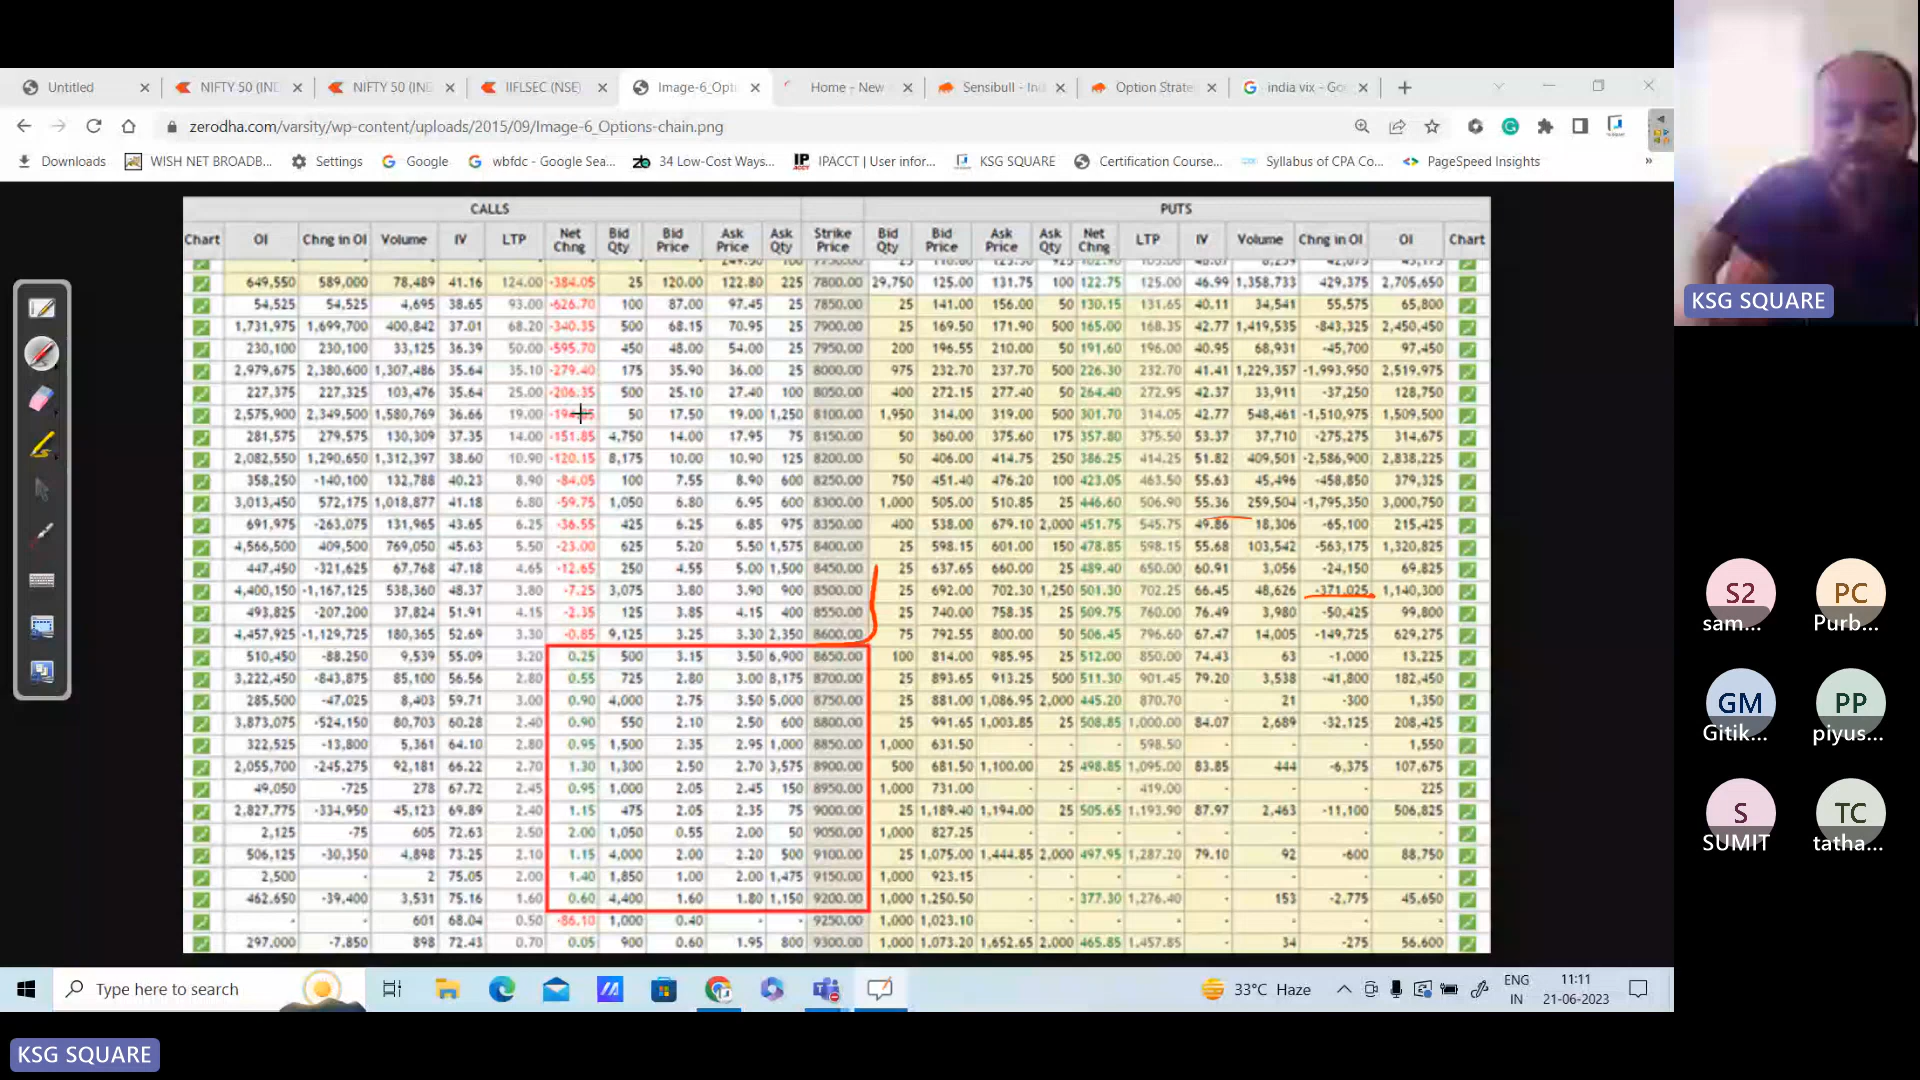 Untitled
NIFTY 50 (IND
NIFTY 50 (IND
IIFLSEC (NSE)
Image-6_Opti
Home - New
Sensibull - Ind
Option Strate
india vix - Go
zerodha.com/varsity/wp-content/uploads/2015/09/Image-6_Options-chain.png
Downloads WISH NET BROADB... Settings Google wbfdc - Google Sea... 34 Low-Cost Ways... IPACCT | User infor... KSG SQUARE Certification Course... Syllabus of CPA Co... PageSpeed Insights »
CALLS PUTS
Chart OI Chng in OI Volume IV LTP Net Chng Bid Qty Bid Price Ask Price Ask Qty Strike Price Bid Qty Bid Price Ask Price Ask Qty Net Chng LTP IV Volume Chng in OI OI Chart
649,550 589,000 78,489 41.16 124.00 -384.05 25 120.00 122.80 225 7800.00 29,750 125.00 131.75 100 122.75 125.00 46.99 1,358,733 429,375 2,705,650
54,525 54,525 4,695 38.65 93.00 -626.70 100 87.00 97.45 25 7850.00 25 141.00 156.00 50 130.15 131.65 40.11 34,541 55,575 65,800
1,731,975 1,699,700 400,842 37.01 68.20 -340.35 500 68.15 70.95 25 7900.00 25 169.50 171.90 500 165.00 168.35 42.77 1,419,535 -843,325 2,450,450
230,100 230,100 33,125 36.39 50.00 -595.70 450 48.00 54.00 25 7950.00 200 196.55 210.00 50 191.60 196.00 40.95 68,931 -45,700 97,450
2,979,675 2,380,600 1,307,486 35.64 35.10 -279.40 175 35.90 36.00 25 8000.00 975 232.70 237.70 500 226.30 232.70 41.41 1,229,357 -1,993,950 2,519,975
227,375 227,325 103,476 35.64 25.00 -206.35 500 25.10 27.40 100 8050.00 400 272.15 277.40 50 264.40 272.95 42.37 33,911 -37,250 128,750
2,575,900 2,349,500 1,580,769 36.66 19.00 50 17.50 19.00 1,250 8100.00 1,950 314.00 319.00 500 301.70 314.05 42.77 548,461 -1,510,975 1,509,500
281,575 279,575 130,309 37.35 14.00 -151.85 4,750 14.00 17.95 75 8150.00 50 360.00 375.60 175 357.80 375.50 53.37 37,710 -275,275 314,675
2,082,550 1,290,650 1,312,397 38.60 10.90 -120.15 8,175 10.00 10.90 125 8200.00 50 406.00 414.75 250 386.25 414.25 51.82 409,501 -2,586,900 2,838,225
358,250 -140,100 132,788 40.23 8.90 -84.05 100 7.55 8.90 600 8250.00 750 451.40 476.20 100 423.05 463.50 55.63 45,496 -458,850 379,325
3,013,450 572,175 1,018,877 41.18 6.80 -59.75 1,050 6.80 6.95 600 8300.00 1,000 505.00 510.85 25 446.60 506.90 55.36 259,504 -1,795,350 3,000,750
691,975 -263,075 131,965 43.65 6.25 -36.55 425 6.25 6.85 975 8350.00 400 538.00 679.10 2,000 451.75 545.75 49.86 18,306 -65,100 215,425
4,566,500 409,500 769,050 45.63 5.50 -23.00 625 5.20 5.50 1,575 8400.00 25 598.15 601.00 150 478.85 598.15 55.68 103,542 -563,175 1,320,825
447,450 -321,625 67,768 47.18 4.65 -12.65 250 4.55 5.00 1,500 8450.00 25 637.65 660.00 25 489.40 650.00 60.91 3,056 -24,150 69,825
4,400,150 -1,167,125 538,360 48.37 3.80 -7.25 3,075 3.80 3.90 900 8500.00 25 692.00 702.30 1,250 501.30 702.25 66.45 48,626 -371,025 1,140,300
493,825 -207,200 37,824 51.91 4.15 -2.35 125 3.85 4.15 400 8550.00 25 740.00 758.35 25 509.75 760.00 76.49 3,980 -50,425 99,800
4,457,925 -1,129,725 180,365 52.69 3.30 -0.85 9,125 3.25 3.30 2,350 8600.00 75 792.55 800.00 50 506.45 796.60 67.47 14,005 -149,725 629,275
510,450 -88,250 9,539 55.09 3.20 0.25 500 3.15 3.50 6,900 8650.00 100 814.00 985.95 25 512.00 850.00 74.43 63 -1,000 13,225
3,222,450 -843,875 85,100 56.56 2.80 0.55 725 2.80 3.00 8,175 8700.00 25 893.65 913.25 500 511.30 901.45 79.20 3,538 -41,800 182,450
285,500 -47,025 8,403 59.71 3.00 0.90 4,000 2.75 3.50 5,000 8750.00 25 881.00 1,086.95 2,000 445.20 870.70 - 21 -300 1,350
3,873,075 -524,150 80,703 60.28 2.40 0.90 550 2.10 2.50 600 8800.00 25 991.65 1,003.85 25 508.85 1,000.00 84.07 2,689 -32,125 208,425
322,525 -13,800 5,361 64.10 2.80 0.95 1,500 2.35 2.95 1,000 8850.00 1,000 631.50 - - - 598.50 - - - 1,550
2,055,700 -245,275 92,181 66.22 2.70 1.30 1,300 2.50 2.70 3,575 8900.00 500 681.50 1,100.00 25 498.85 1,095.00 83.85 444 -6,375 107,675
49,050 -725 278 67.72 2.45 0.95 1,000 2.05 2.45 150 8950.00 1,000 731.00 - - - 419.00 - - - 225
2,827,775 -334,950 45,123 69.89 2.40 1.15 475 2.05 2.35 75 9000.00 25 1,189.40 1,194.00 25 505.65 1,193.90 87.97 2,463 -11,100 506,825
2,125 -75 605 72.63 2.50 2.00 1,050 0.55 2.00 50 9050.00 1,000 827.25 - - - - - - - -
506,125 -30,350 4,898 73.25 2.10 1.15 4,000 2.00 2.20 500 9100.00 25 1,075.00 1,444.85 2,000 497.95 1,287.20 79.10 92 -600 88,750
2,500 - 2 75.05 2.00 1.40 1,850 1.00 2.00 1,475 9150.00 1,000 923.15 - - - - - - - -
462,650 -39,400 3,531 75.16 1.60 0.60 4,400 1.60 1.80 1,150 9200.00 1,000 1,250.50 - - 377.30 1,276.40 - 153 -2,775 45,650
- - 601 68.04 0.50 -86.10 1,000 0.40 - - 9250.00 1,000 1,023.10 - - - - - - - -
297,000 -7,850 898 72.43 0.70 0.05 900 0.60 1.95 800 9300.00 1,000 1,073.20 1,652.65 2,000 465.85 1,457.85 - 34 -275 56,600
Type here to search
33°C Haze
ENG
IN
11:11
21-06-2023
KSG SQUARE
KSG SQUARE
S2
sam...
PC
Purb...
GM
Gitik...
PP
piyus...
S
SUMIT
TC
tatha...